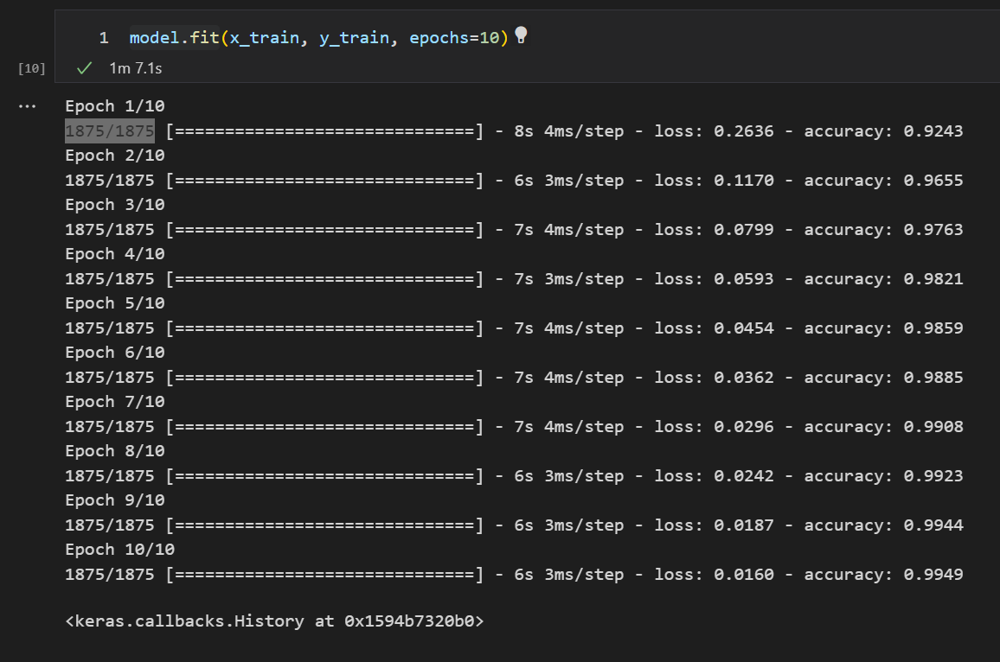 1 model.fit(x_train, y_train, epochs=10)
[10] 1m 7.1s
...
Epoch 1/10
1875/1875 [==============================] - 8s 4ms/step - loss: 0.2636 - accuracy: 0.9243
Epoch 2/10
1875/1875 [==============================] - 6s 3ms/step - loss: 0.1170 - accuracy: 0.9655
Epoch 3/10
1875/1875 [==============================] - 7s 4ms/step - loss: 0.0799 - accuracy: 0.9763
Epoch 4/10
1875/1875 [==============================] - 7s 3ms/step - loss: 0.0593 - accuracy: 0.9821
Epoch 5/10
1875/1875 [==============================] - 7s 4ms/step - loss: 0.0454 - accuracy: 0.9859
Epoch 6/10
1875/1875 [==============================] - 7s 4ms/step - loss: 0.0362 - accuracy: 0.9885
Epoch 7/10
1875/1875 [==============================] - 7s 4ms/step - loss: 0.0296 - accuracy: 0.9908
Epoch 8/10
1875/1875 [==============================] - 6s 3ms/step - loss: 0.0242 - accuracy: 0.9923
Epoch 9/10
1875/1875 [==============================] - 6s 3ms/step - loss: 0.0187 - accuracy: 0.9944
Epoch 10/10
1875/1875 [==============================] - 6s 3ms/step - loss: 0.0160 - accuracy: 0.9949
<keras.callbacks.History at 0x1594b7320b0>